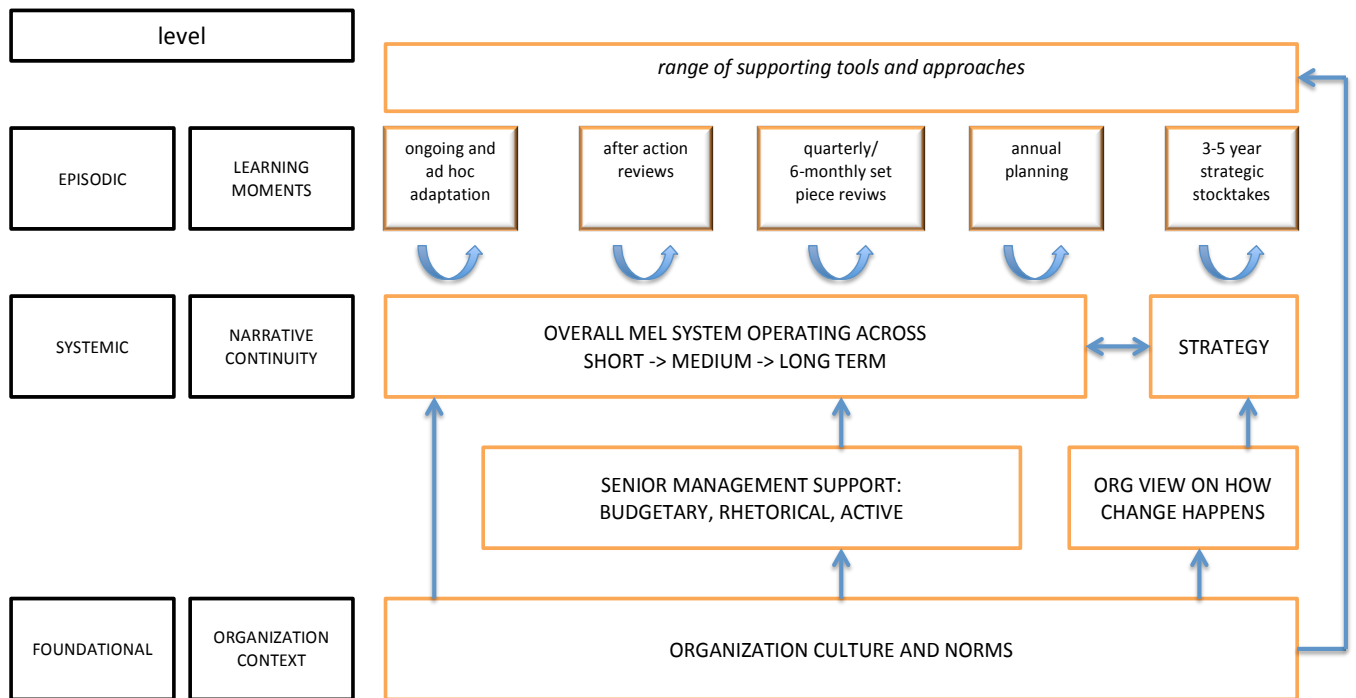 level
range of supporting tools and approaches
EPISODIC
LEARNING
MOMENTS
ongoing and
ad hoc
adaptation
after action
reviews
quarterly/
6-monthly set
piece reviws
annual
planning
3-5 year
strategic
stocktakes
SYSTEMIC
NARRATIVE
CONTINUITY
OVERALL MEL SYSTEM OPERATING ACROSS
SHORT -> MEDIUM -> LONG TERM
STRATEGY
SENIOR MANAGEMENT SUPPORT:
BUDGETARY, RHETORICAL, ACTIVE
ORG VIEW ON HOW
CHANGE HAPPENS
FOUNDATIONAL
ORGANIZATION
CONTEXT
ORGANIZATION CULTURE AND NORMS